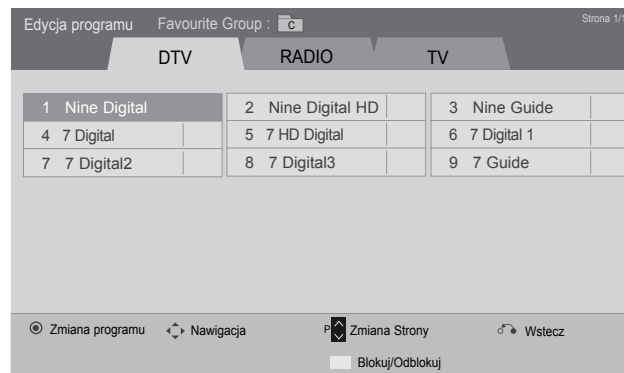 Edycja programu Favourite Group : C Strona 1/1
DTV RADIO TV
1 Nine Digital 2 Nine Digital HD 3 Nine Guide
4 7 Digital 5 7 HD Digital 6 7 Digital 1
7 7 Digital2 8 7 Digital3 9 7 Guide
Zmiana programu Nawigacja P Zmiana Strony Wstecz
Blokuj/Odblokuj